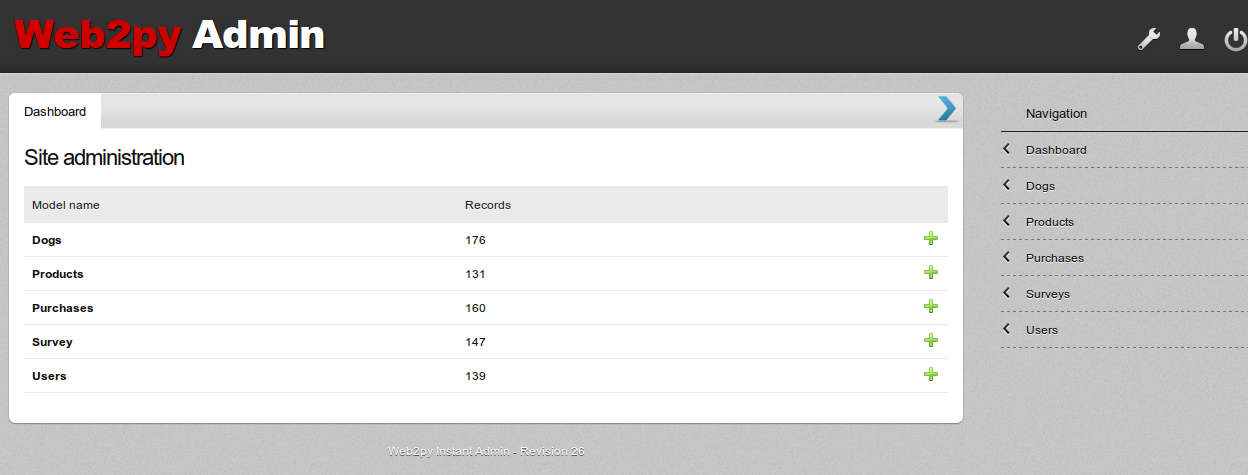 Web2py Admin
Dashboard
Site administration
Model name Records
Dogs 176
Products 131
Purchases 160
Survey 147
Users 139
Navigation
Dashboard
Dogs
Products
Purchases
Surveys
Users
Web2py Instant Admin - Revision 26